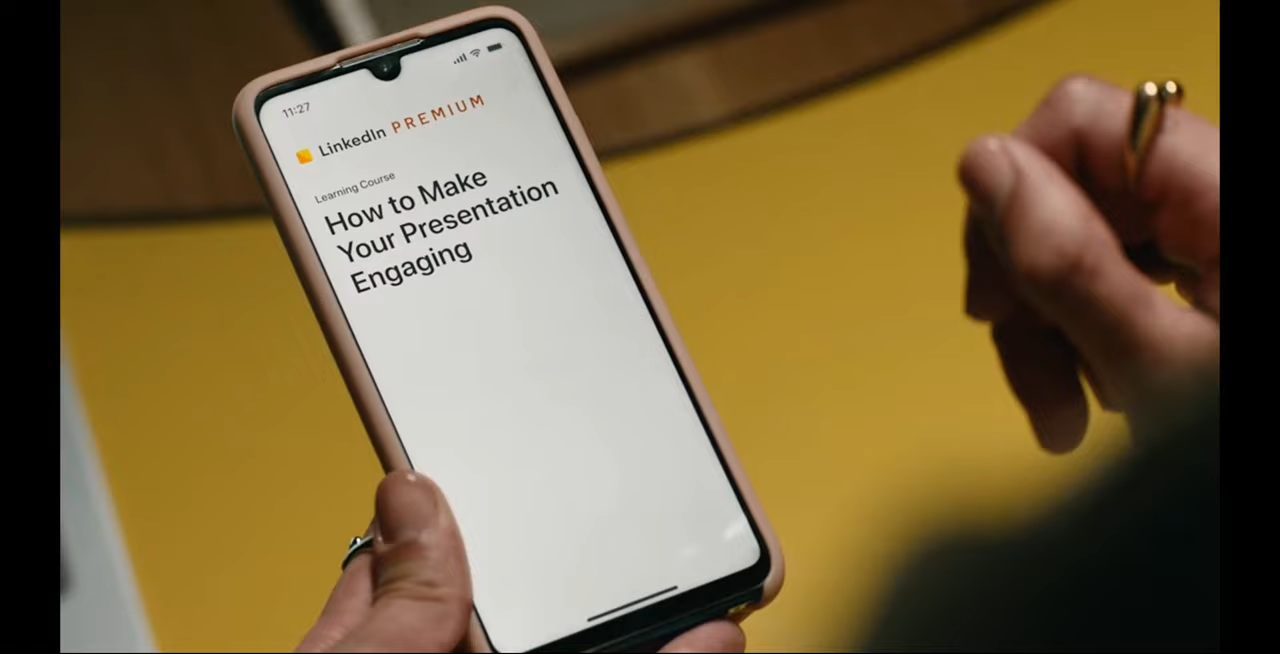 11:27
LinkedIn PREMIUM
Learning Course
How to Make
Your Presentation
Engaging